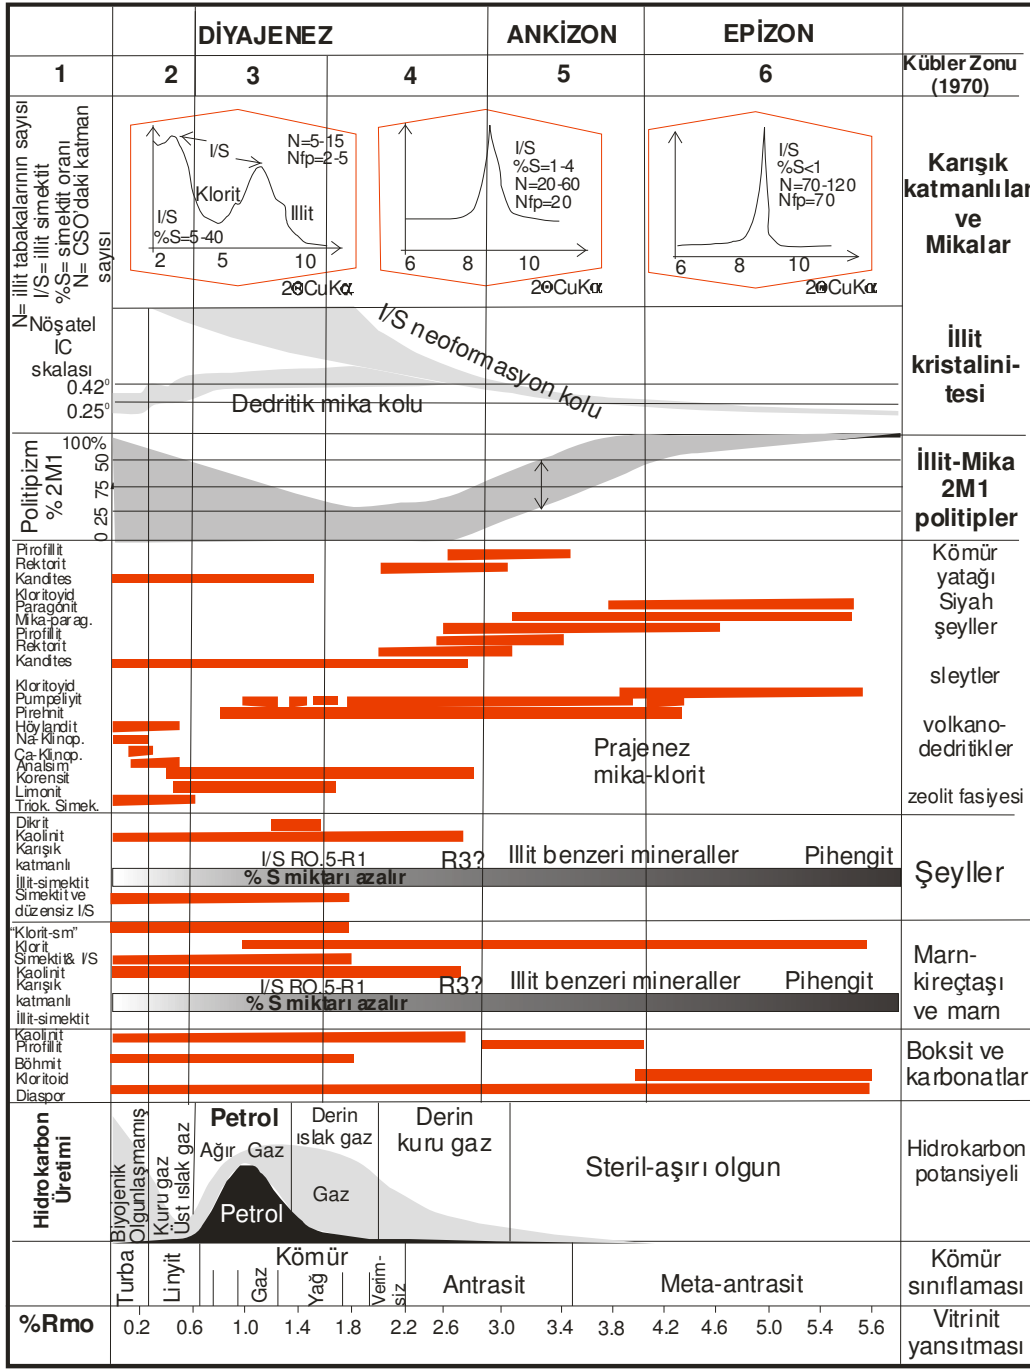 DİYAJENEZ
ANKİZON
EPİZON
1
2
3
4
5
6
Kübler Zonu
(1970)
N= illit tabakalarının sayısı
I/S= illit simektit
%S= simektit oranı
N= CSO'daki katman
sayısı
I/S
N=5-15
Nfp=2-5
Klorit
İllit
I/S
%S=5-40
2
5
10
2ΘCuKα
I/S
%S=1-4
N=20-60
Nfp=20
6
8
10
2ΘCuKα
I/S
%S<1
N=70-120
Nfp=70
6
8
10
2ΘCuKα
Karışık
katmanlılar
ve
Mikalar
Nöşatel
IC
skalası
0.42⁰
0.25⁰
I/S neoformasyon kolu
Dedritik mika kolu
İllit
kristalini-
tesi
Politipizm
%2M1
100%
50
75
25
0
İllit-Mika
2M1
politipler
Pirofillit
Rektorit
Kandites
Kloritoyid
Paragonit
Mika-parag.
Pirofillit
Rektorit
Kandites
Kloritoyid
Pumpeliyit
Pirehnit
Höylandit
Na-Klinop.
Ca-Klinop.
Analsim
Korensit
Limonit
Triok. Simek.
Prajenez
mika-klorit
Kömür
yatağı
Siyah
şeyller
sleytler
volkano-
dedritikler
zeolit fasiyesi
Dikrit
Kaolinit
Karışık
katmanlı
İllit-simektit
Simektit ve
düzensiz I/S
I/S RO.5-R1
R3?
İllit benzeri mineraller
Pihengit
% S miktarı azalır
Şeyller
“Klorit-sm”
Klorit
Simektit& I/S
Kaolinit
Karışık
katmanlı
İllit-simektit
I/S RO.5-R1
R3?
İllit benzeri mineraller
Pihengit
% S miktarı azalır
Marn-
kireçtaşı
ve marn
Kaolinit
Pirofillit
Böhmit
Kloritoid
Diaspor
Boksit ve
karbonatlar
Hidrokarbon
Üretimi
Biyojenik
Olgunlaşmamış
Kuru gaz
Üst ıslak gaz
Petrol
Ağır
Gaz
Petrol
Derin
ıslak gaz
Gaz
Derin
kuru gaz
Steril-aşırı olgun
Hidrokarbon
potansiyeli
Turba
Linyit
Kömür
Gaz
Yağ
Verim-
siz
Antrasit
Meta-antrasit
Kömür
sınıflaması
%Rmo
0.2
0.6
1.0
1.4
1.8
2.2
2.6
3.0
3.4
3.8
4.2
4.6
5.0
5.2
5.6
Vitrinit
yansıtması